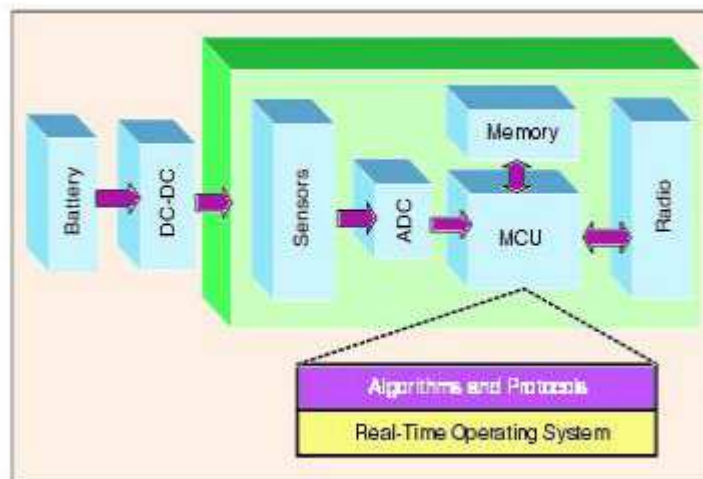 Battery
DC-DC
Sensors
ADC
Memory
MCU
Radio
Algorithms and Protocols
Real-Time Operating System